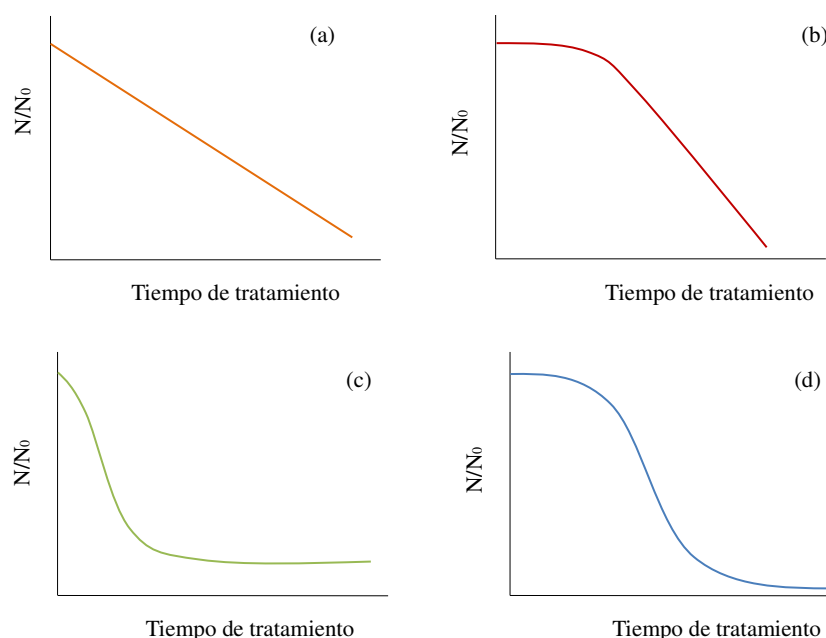 (a)
N/N₀
Tiempo de tratamiento
(b)
N/N₀
Tiempo de tratamiento
(c)
N/N₀
Tiempo de tratamiento
(d)
N/N₀
Tiempo de tratamiento